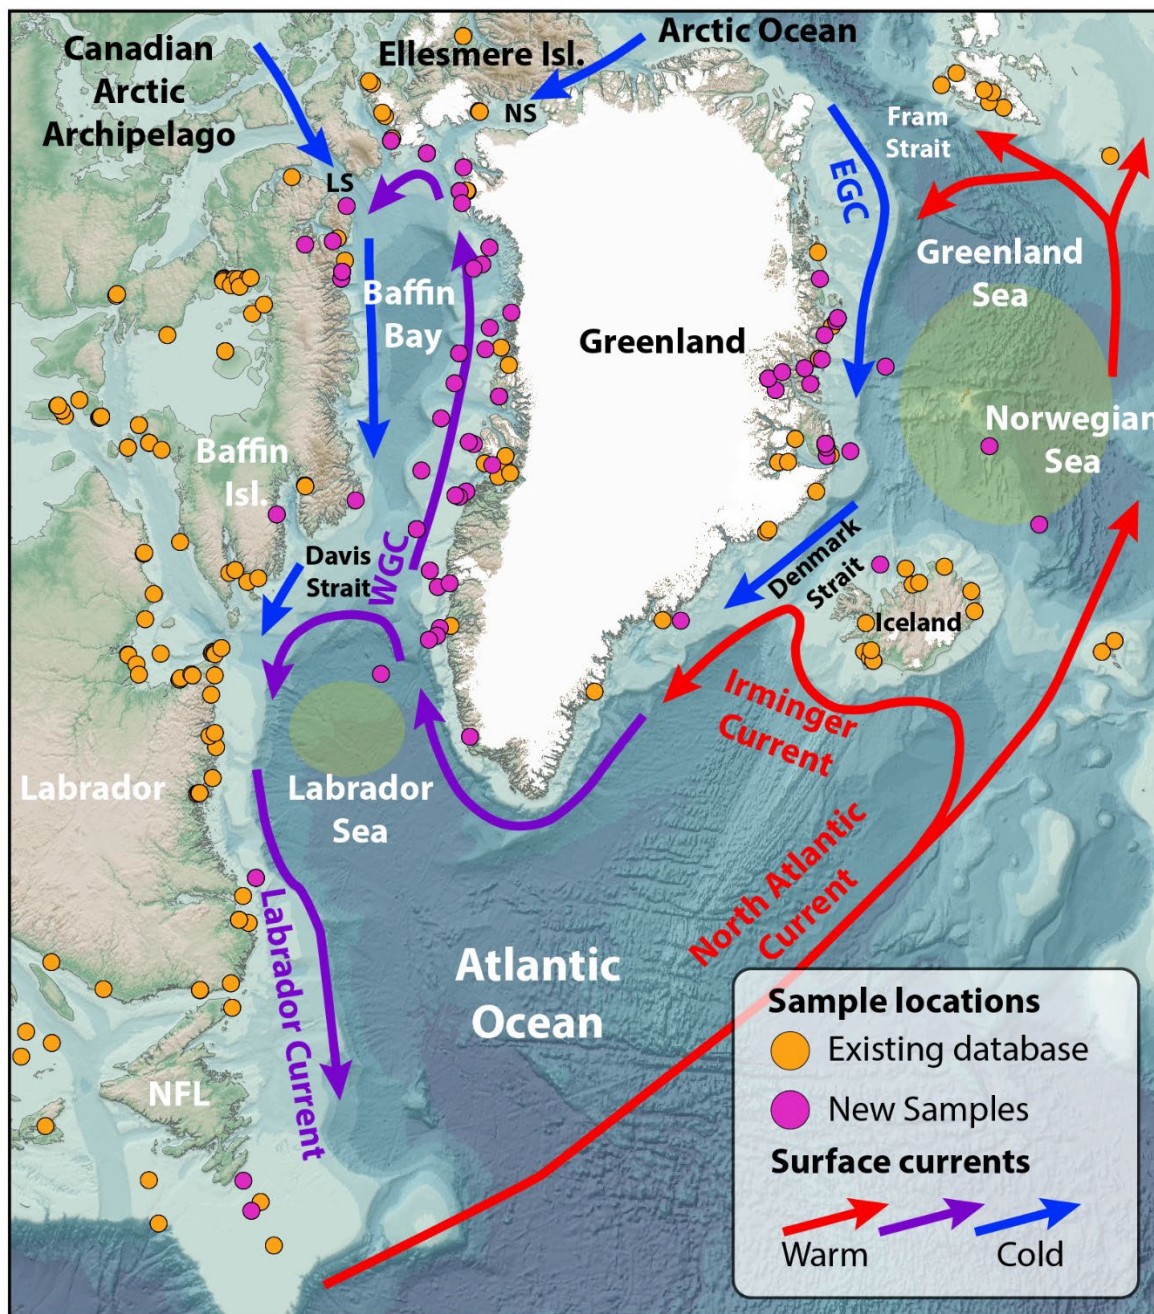 Canadian
Arctic
Archipelago
Ellesmere Isl.
Arctic Ocean
NS
LS
Fram
Strait
EGC
Greenland
Sea
Baffin
Bay
Greenland
Norwegian
Sea
Baffin
Isl.
Davis
Strait
WGC
Denmark
Strait
Iceland
Irminger
Current
Labrador
Labrador
Sea
North Atlantic
Current
Labrador Current
Atlantic
Ocean
NFL
Sample locations
Existing database
New Samples
Surface currents
Warm
Cold